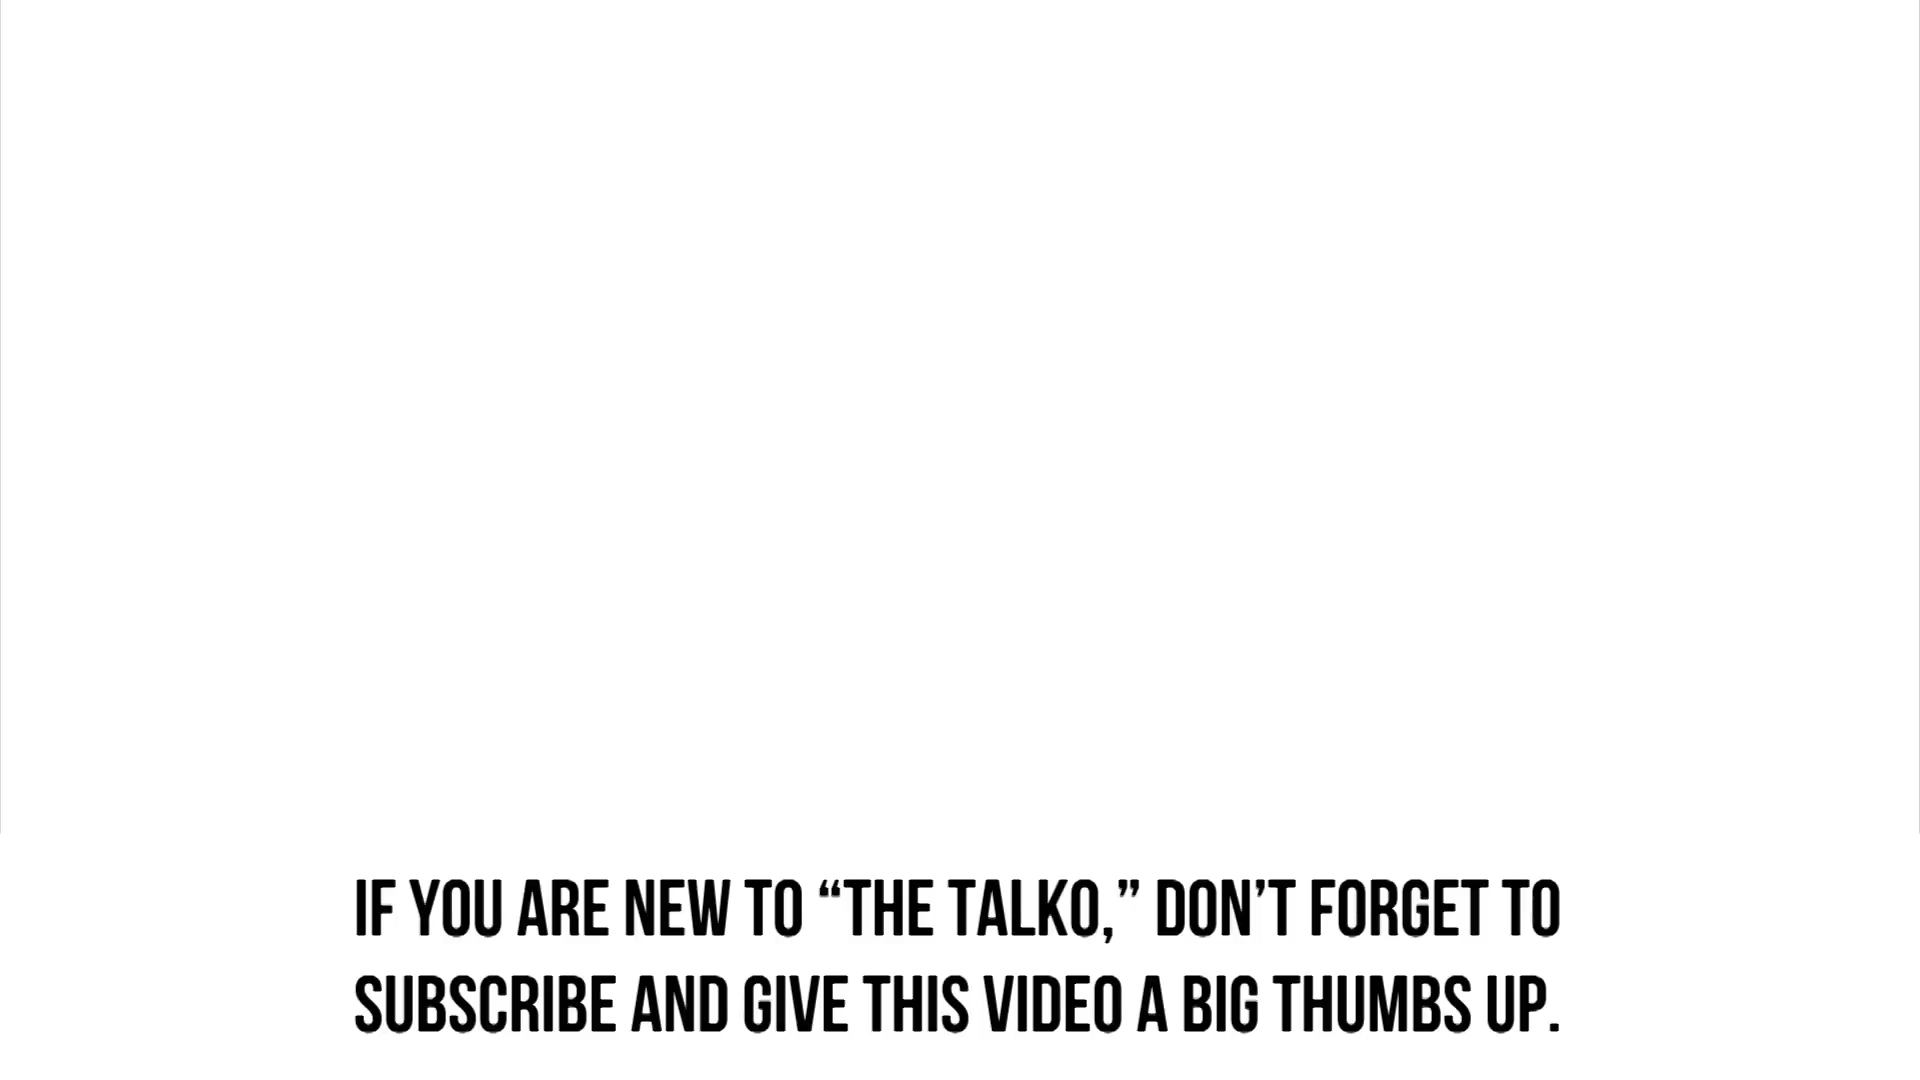 IF YOU ARE NEW TO “THE TALKO,” DON’T FORGET TO
SUBSCRIBE AND GIVE THIS VIDEO A BIG THUMBS UP.